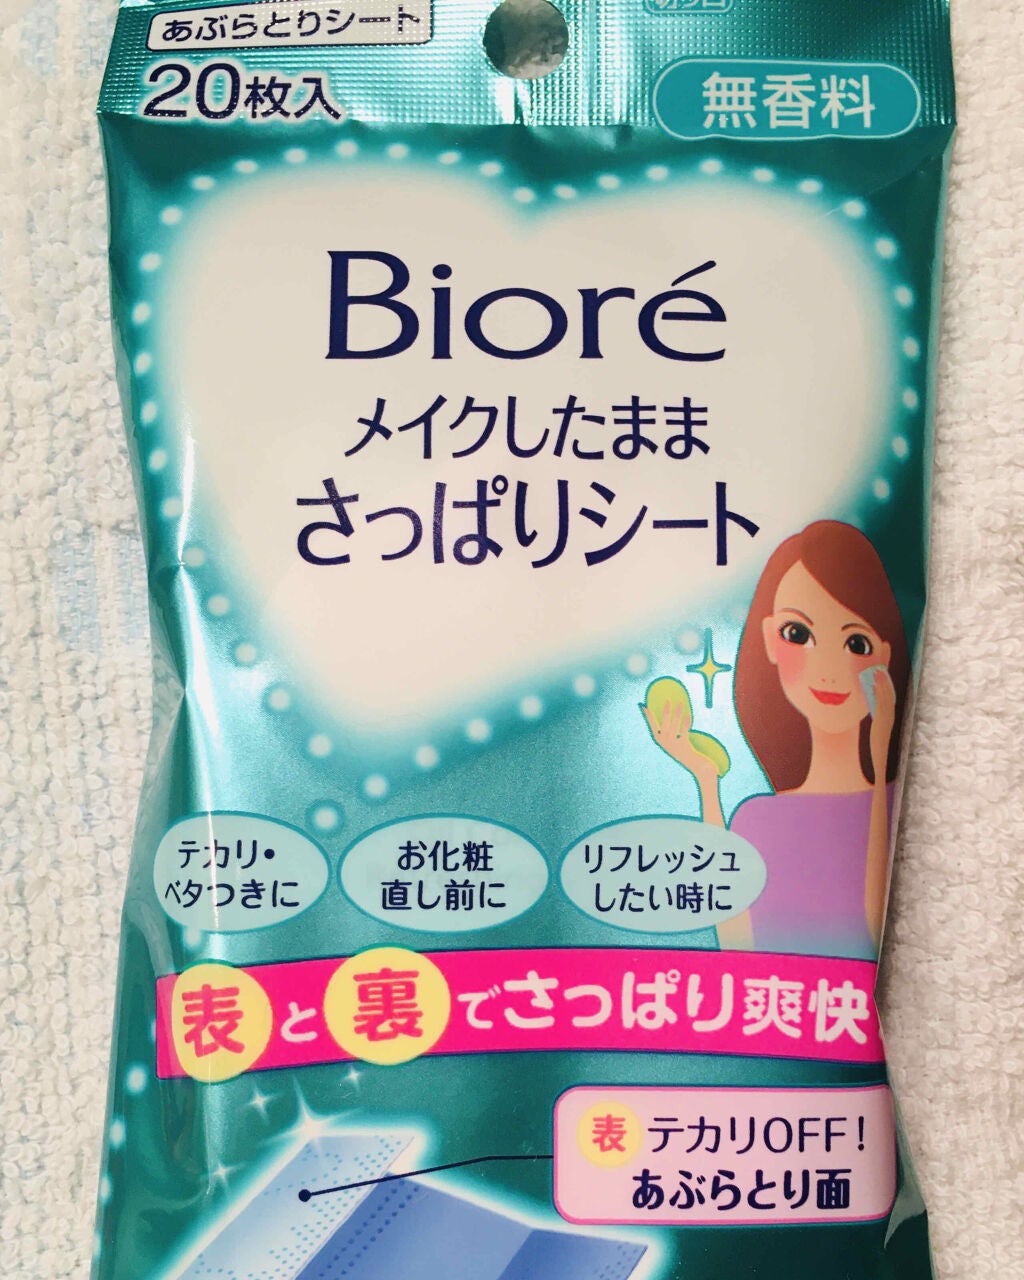 あぶらとりシート
切り口
20枚入
無香料
Bioré
メイクしたまま
さっぱりシート
テカリ・
ベタつきに
お化粧
直し前に
リフレッシュ
したい時に
表と裏でさっぱり爽快
表 テカリOFF!
あぶらとり面